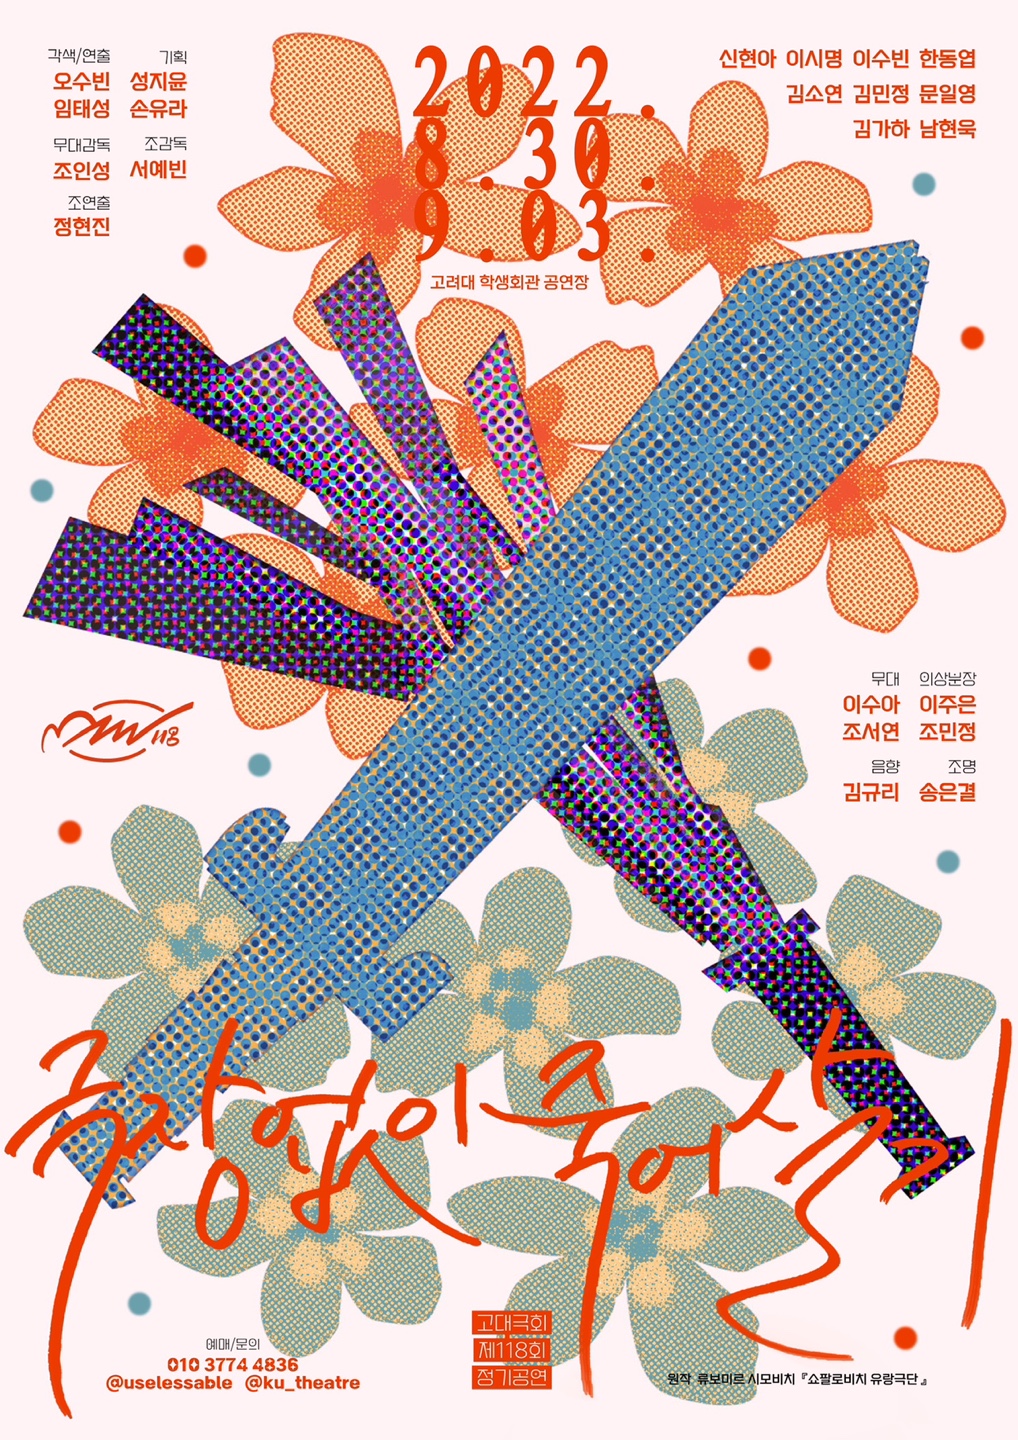 각색/연출 기획
오수빈 성지윤
임태성 손유라
무대감독 조감독
조인성 서예빈
조연출
정현진
2022.
8.30.
9.03.
고려대 학생회관 공연장
신현아 이시명 이수빈 한동엽
김소연 김민정 문일영
김가하 남현욱
118
무대 의상분장
이수아 이주은
조서연 조민정
음향 조명
김규리 송은결
극장없이 죽어살기
예매/문의
010 3774 4836
@uselessable @ku_theatre
고대극회
제118회
정기공연
원작 류보미르 시모비치 『쇼팔로비치 유랑극단』